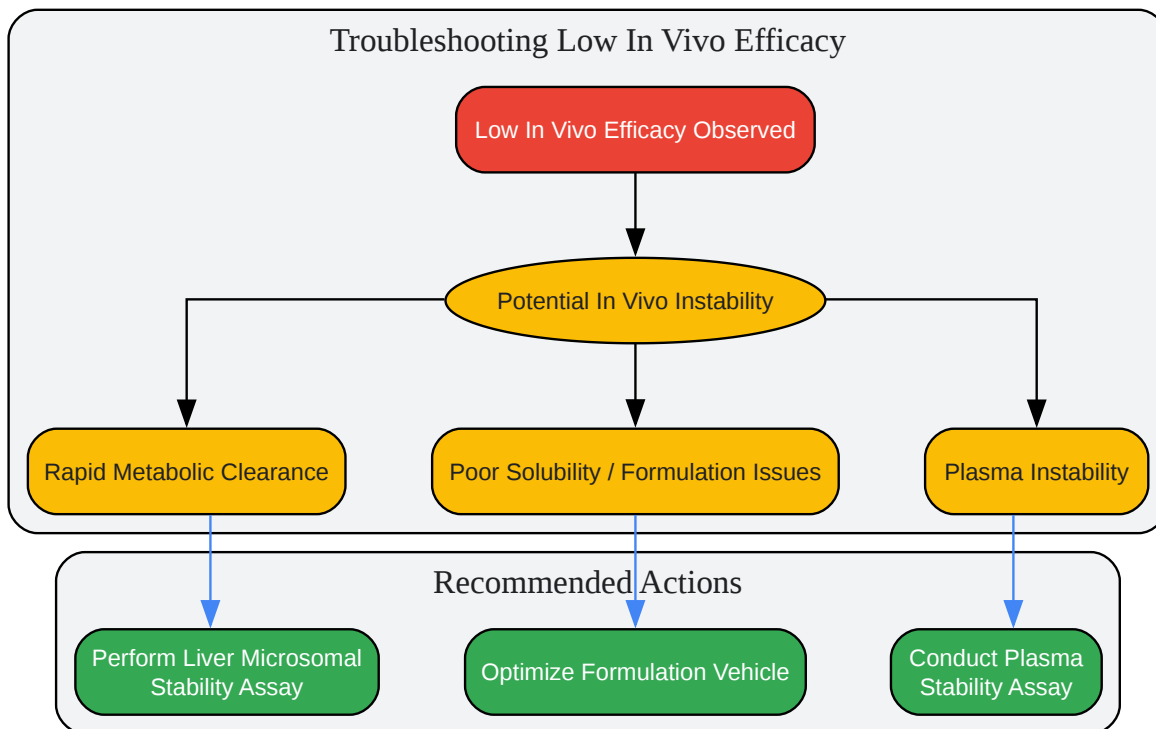 Troubleshooting Low In Vivo Efficacy
Low In Vivo Efficacy Observed
Potential In Vivo Instability
Rapid Metabolic Clearance
Poor Solubility / Formulation Issues
Plasma Instability
Recommended Actions
Perform Liver Microsomal
Stability Assay
Optimize Formulation Vehicle
Conduct Plasma
Stability Assay